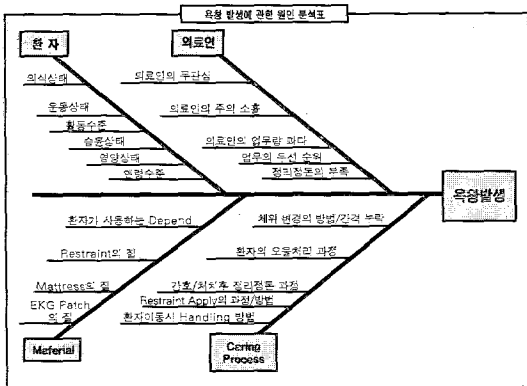 욕창 발생에 관한 원인 분석표
환 자
의료인
의식상태
운동상태
활동수준
습윤상태
영양상태
연령수준
의료인의 무관심
의료인의 주의 소홀
의료인의 업무량 과다
업무의 우선 순위
정리정돈의 부족
욕창발생
환자가 사용하는 Depend
Restraint의 질
Mattress의 질
EKG Patch
의 질
Material
체위 변경의 방법/간격 누락
환자의 오물처리 과정
간호/처치후 정리정돈 과정
Restraint Apply의 과정/방법
환자이동시 Handling 방법
Caring
Process